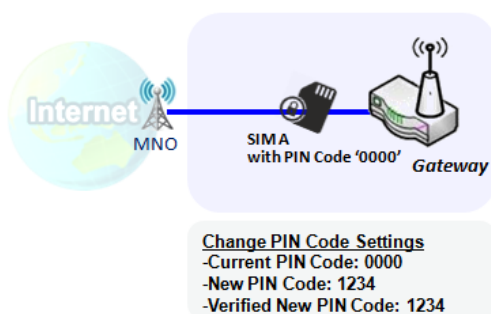 Internet
MNO
SIM A
with PIN Code '0000'
Gateway
Change PIN Code Settings
-Current PIN Code: 0000
-New PIN Code: 1234
-Verified New PIN Code: 1234